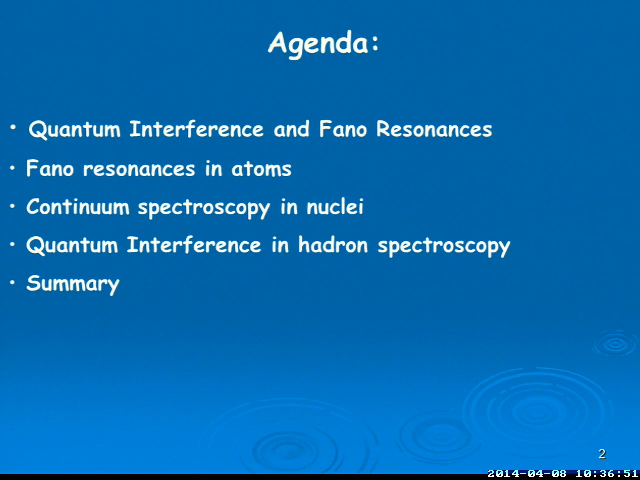 Agenda:
• Quantum Interference and Fano Resonances
• Fano resonances in atoms
• Continuum spectroscopy in nuclei
• Quantum Interference in hadron spectroscopy
• Summary
2
2014-04-08 10:36:51